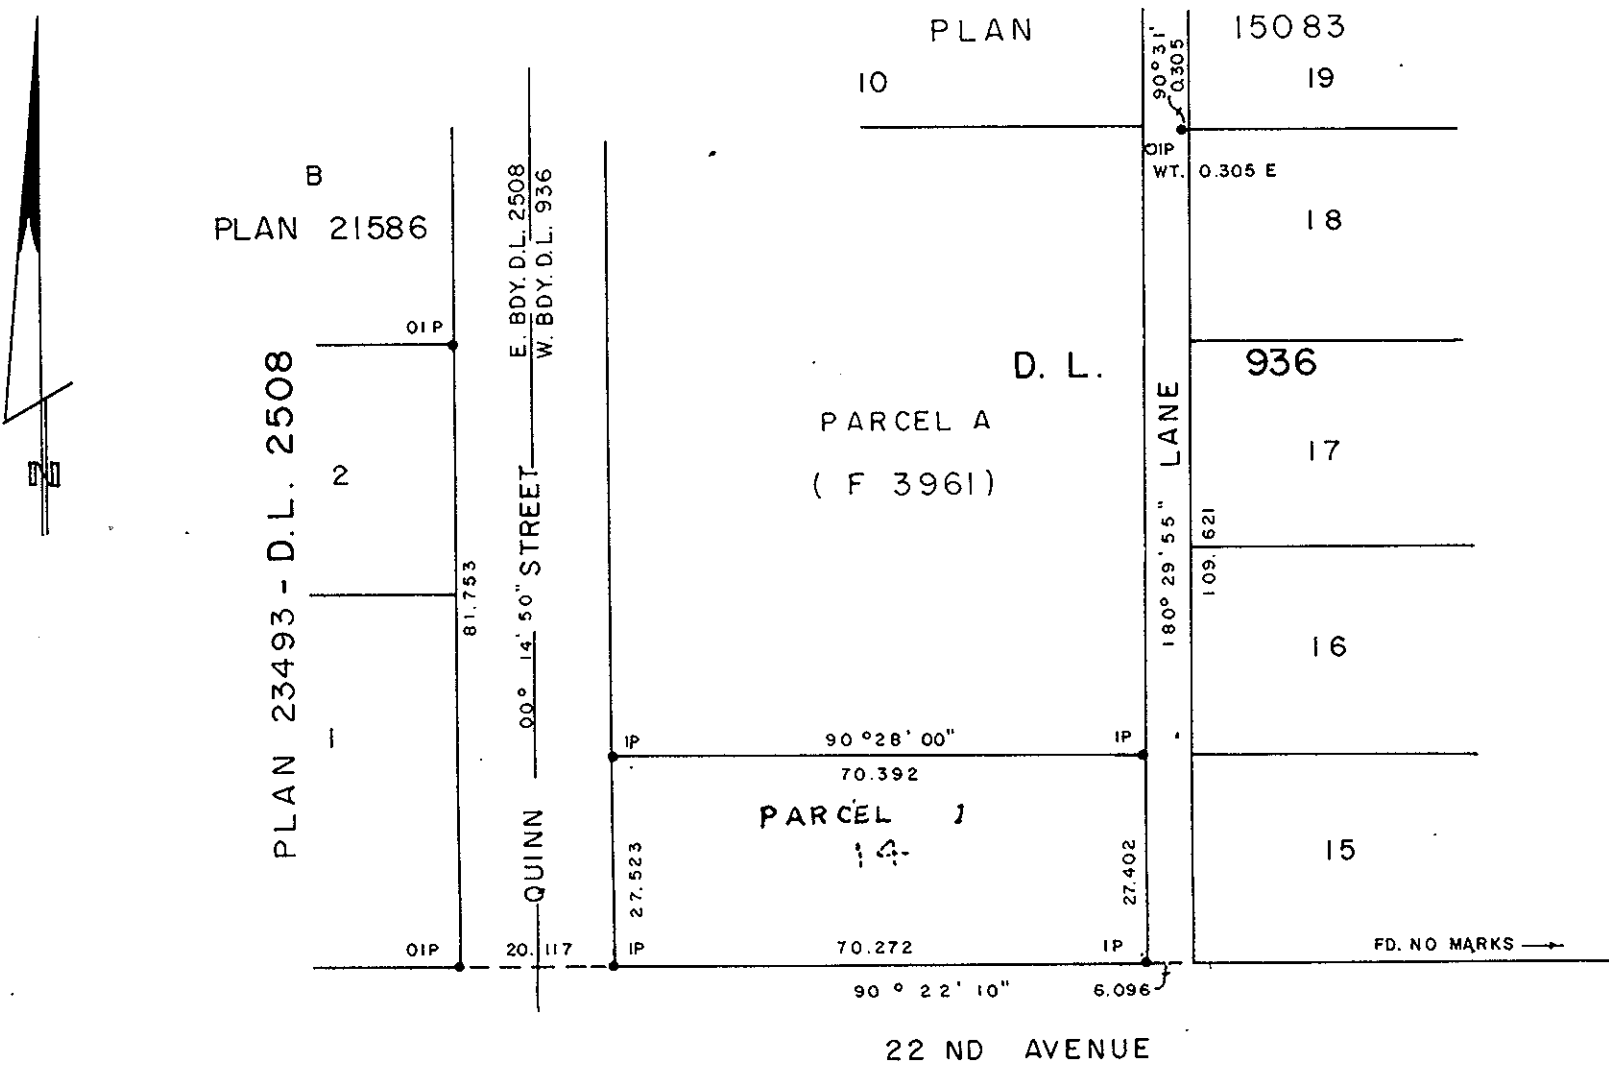 PLAN 15083
10
90° 31'
0.305
19
OIP
WT. 0.305 E
B
PLAN 21586
E. BDY. D.L. 2508
W. BDY. D.L. 936
18
OIP
PLAN 23493 - D.L. 2508
D. L. 936
PARCEL A
( F 3961)
LANE
17
2
81.753
00° 14' 50" STREET
QUINN
180° 29' 55"
109.621
16
1
IP
90°28'00"
IP
70.392
PARCEL 1
14
27.523
27.402
15
OIP
20.117
IP
70.272
IP
FD. NO MARKS
90° 22' 10"
6.096
22 ND AVENUE
N